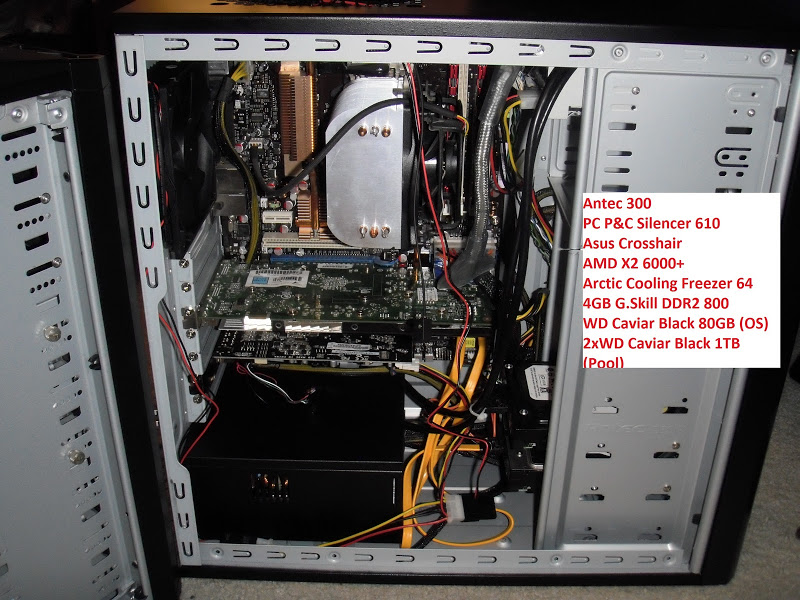 Antec 300
PC P&C Silencer 610
Asus Crosshair
AMD X2 6000+
Arctic Cooling Freezer 64
4GB G.Skill DDR2 800
WD Caviar Black 80GB (OS)
2xWD Caviar Black 1TB
(Pool)